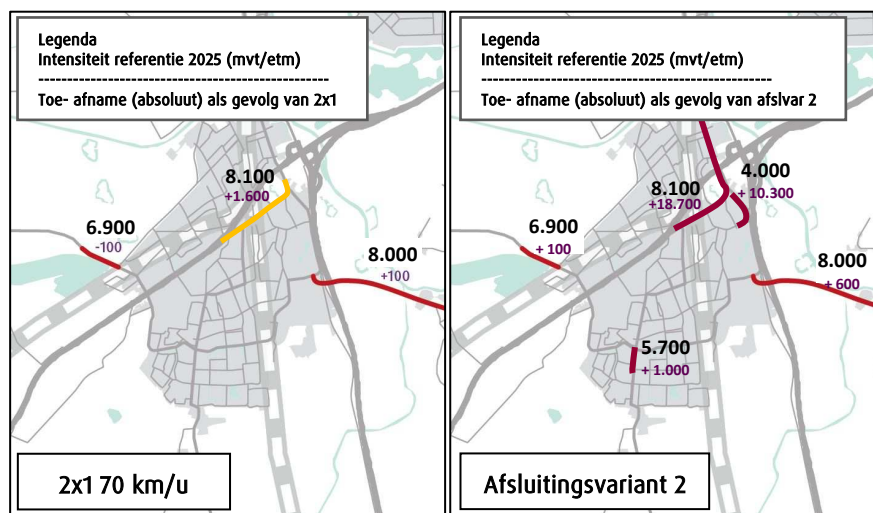 Legenda
Intensiteit referentie 2025 (mvt/etm)
--------------------------------------------------------------
Toe- afname (absoluut) als gevolg van 2x1
8.100
+1.600
6.900
-100
8.000
+100
2x1 70 km/u
Legenda
Intensiteit referentie 2025 (mvt/etm)
--------------------------------------------------------------
Toe- afname (absoluut) als gevolg van afslvar 2
4.000
+ 10.300
8.100
+18.700
6.900
+ 100
8.000
+ 600
5.700
+ 1.000
Afsluitingsvariant 2